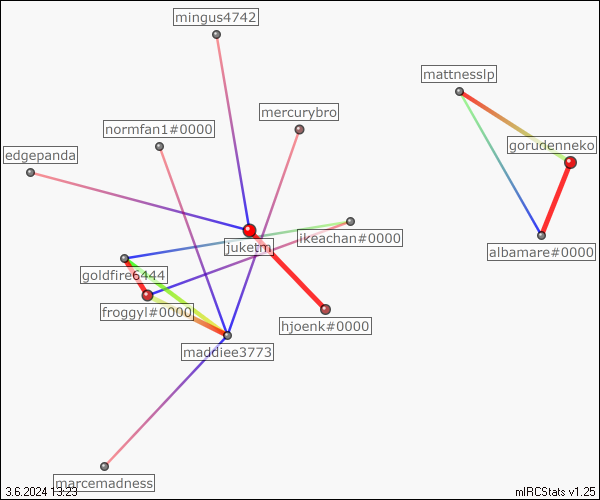 mingus4742
mattnesslp
mercurybro
normfan1#0000
gorudenneko
edgepanda
juketm
ikeachan#0000
albamare#0000
goldfire6444
froggyl#0000
hjoenk#0000
maddiee3773
marcemadness
3.6.2024 13:23
mIRCStats v1.25